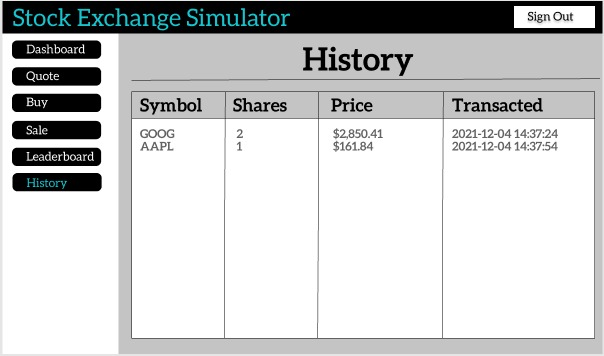 Stock Exchange Simulator
Sign Out
Dashboard
Quote
Buy
Sale
Leaderboard
History
History
Symbol Shares Price Transacted
GOOG 2 $2,850.41 2021-12-04 14:37:24
AAPL 1 $161.84 2021-12-04 14:37:54